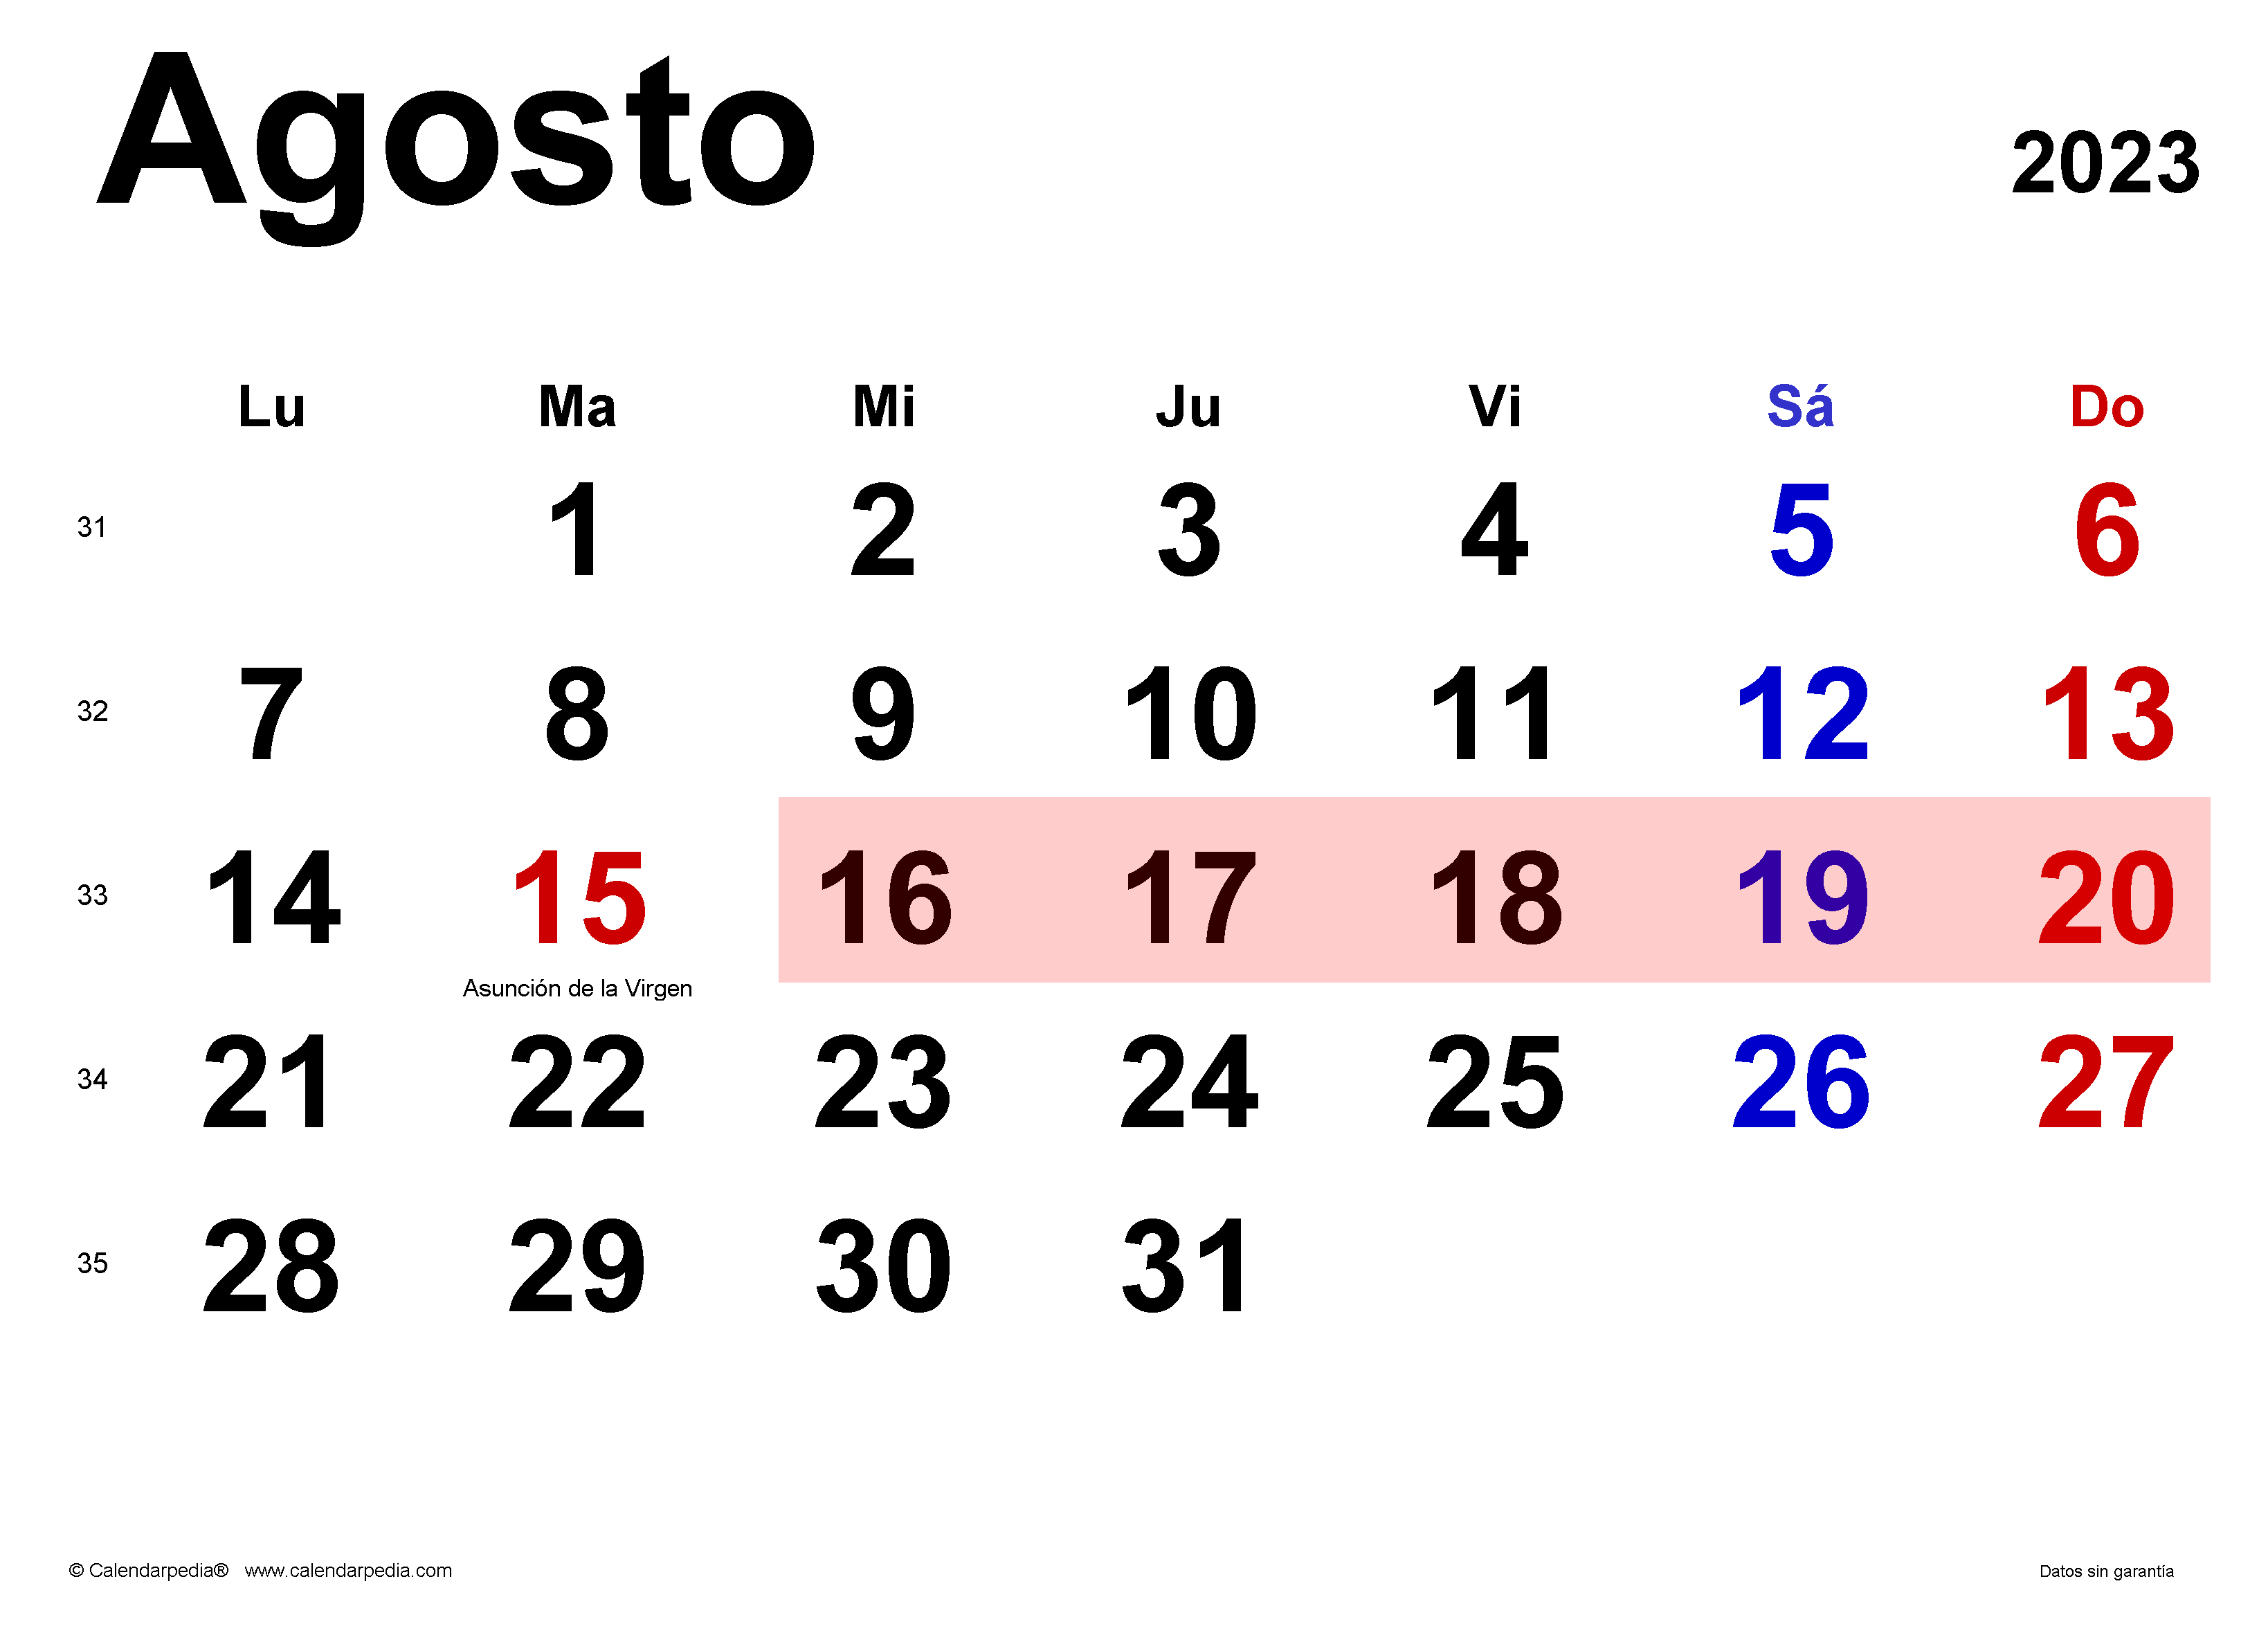 Agosto 2023
Lu Ma Mi Ju Vi Sá Do
31 1 2 3 4 5 6
32 7 8 9 10 11 12 13
33 14 15 16 17 18 19 20
Asunción de la Virgen
34 21 22 23 24 25 26 27
35 28 29 30 31
© Calendarpedia® www.calendarpedia.com Datos sin garantía